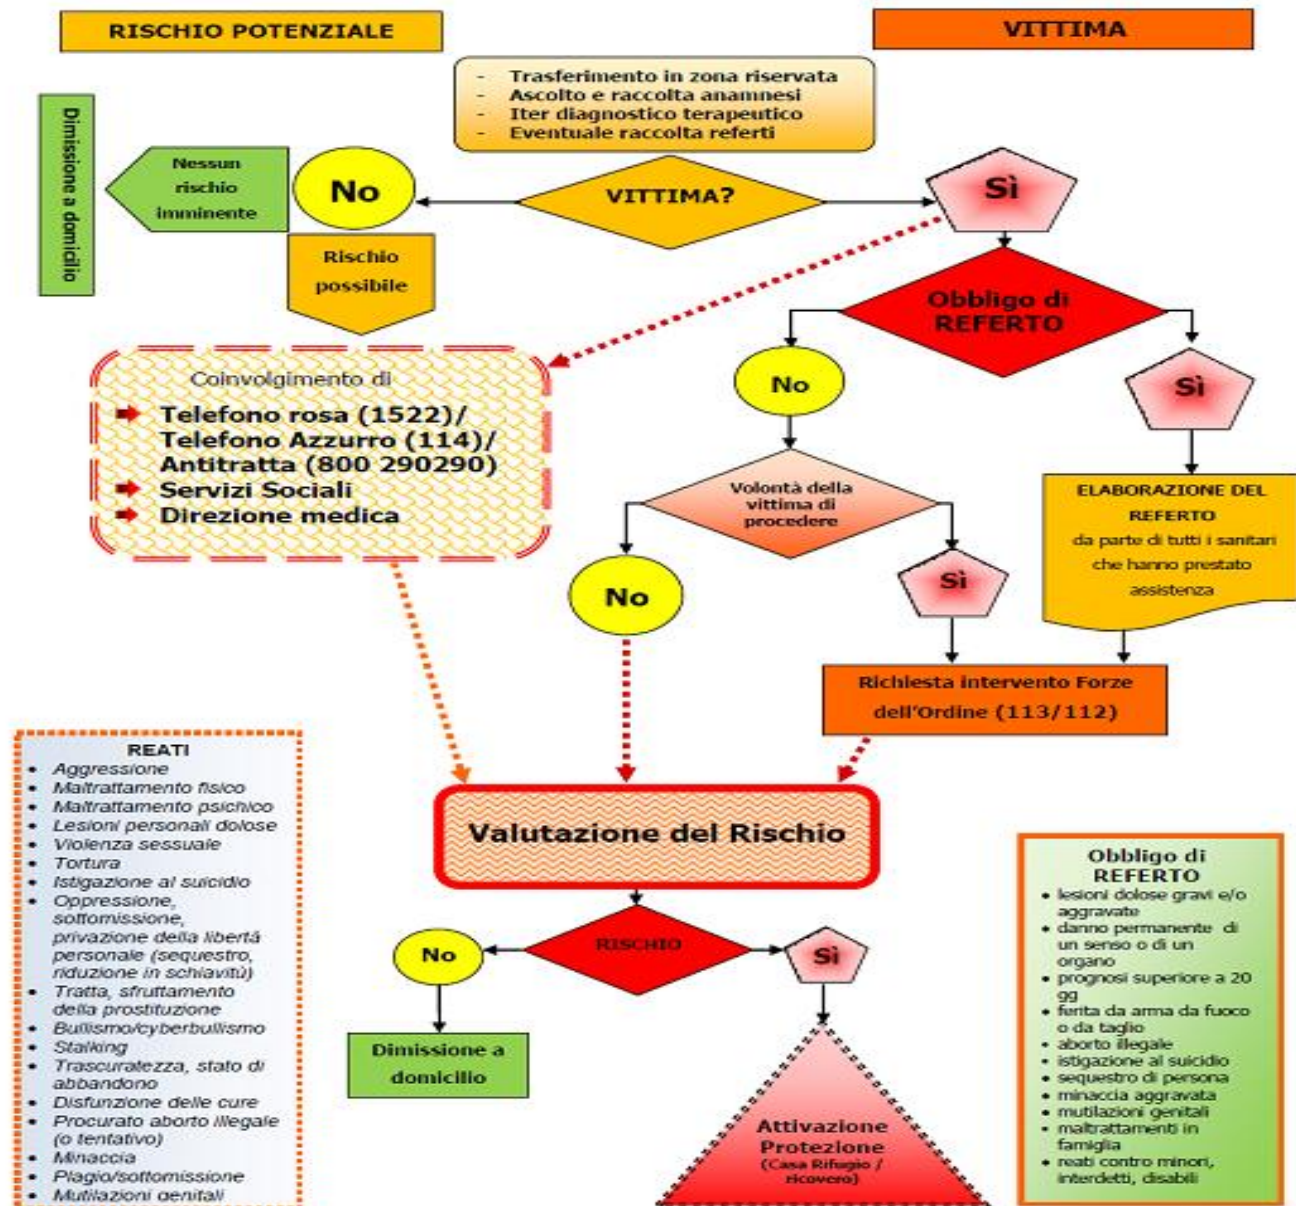 RISCHIO POTENZIALE
VITTIMA
- Trasferimento in zona riservata
- Ascolto e raccolta anamnesi
- Iter diagnostico terapeutico
- Eventuale raccolta referti
Dimissione a domicilio
Nessun
rischio
imminente
No
VITTIMA?
Sì
Rischio
possibile
Obbligo di
REFERTO
No
Sì
Coinvolgimento di
Telefono rosa (1522)/
Telefono Azzurro (114)/
Antitratta (800 290290)
Servizi Sociali
Direzione medica
Volontà della
vittima di
procedere
ELABORAZIONE DEL
REFERTO
da parte di tutti i sanitari
che hanno prestato
assistenza
No
Sì
Richiesta intervento Forze
dell'Ordine (113/112)
REATI
• Aggressione
• Maltrattamento fisico
• Maltrattamento psichico
• Lesioni personali dolose
• Violenza sessuale
• Tortura
• Istigazione al suicidio
• Oppressione,
sottomissione,
privazione della libertá
personale (sequestro,
riduzione in schiavitù)
• Tratta, sfruttamento
della prostituzione
• Bullismo/cyberbullismo
• Stalking
• Trascuratezza, stato di
abbandono
• Disfunzione delle cure
• Procurato aborto illegale
(o tentativo)
• Minaccia
• Plagio/sottomissione
• Mutilazioni genitali
Valutazione del Rischio
No
RISCHIO
Sì
Dimissione a
domicilio
Attivazione
Protezione
(Casa Rifugio /
ricovero)
Obbligo di
REFERTO
• lesioni dolose gravi e/o
aggravate
• danno permanente di
un senso o di un
organo
• prognosi superiore a 20
gg
• ferita da arma da fuoco
o da taglio
• aborto illegale
• istigazione al suicidio
• sequestro di persona
• minaccia aggravata
• mutilazioni genitali
• maltrattamenti in
famiglia
• reati contro minori,
interdetti, disabili